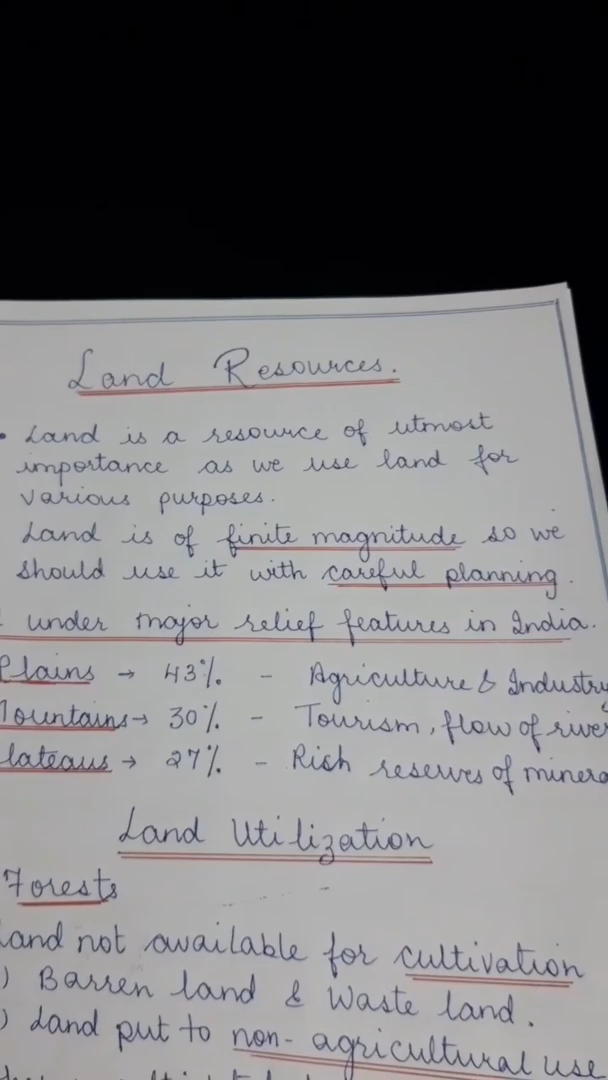 Land Resources.
• Land is a resource of utmost
importance as we use land for
various purposes.
Land is of finite magnitude so we
should use it with careful planning.
under major relief features in India.
Plains → 43% - Agriculture & Industry
Mountains → 30% - Tourism, flow of river
lateaus → 27% - Rich reserves of minera
Land Utilization
Forests
Land not available for cultivation
) Barren land & Waste land.
) Land put to non-agricultural use